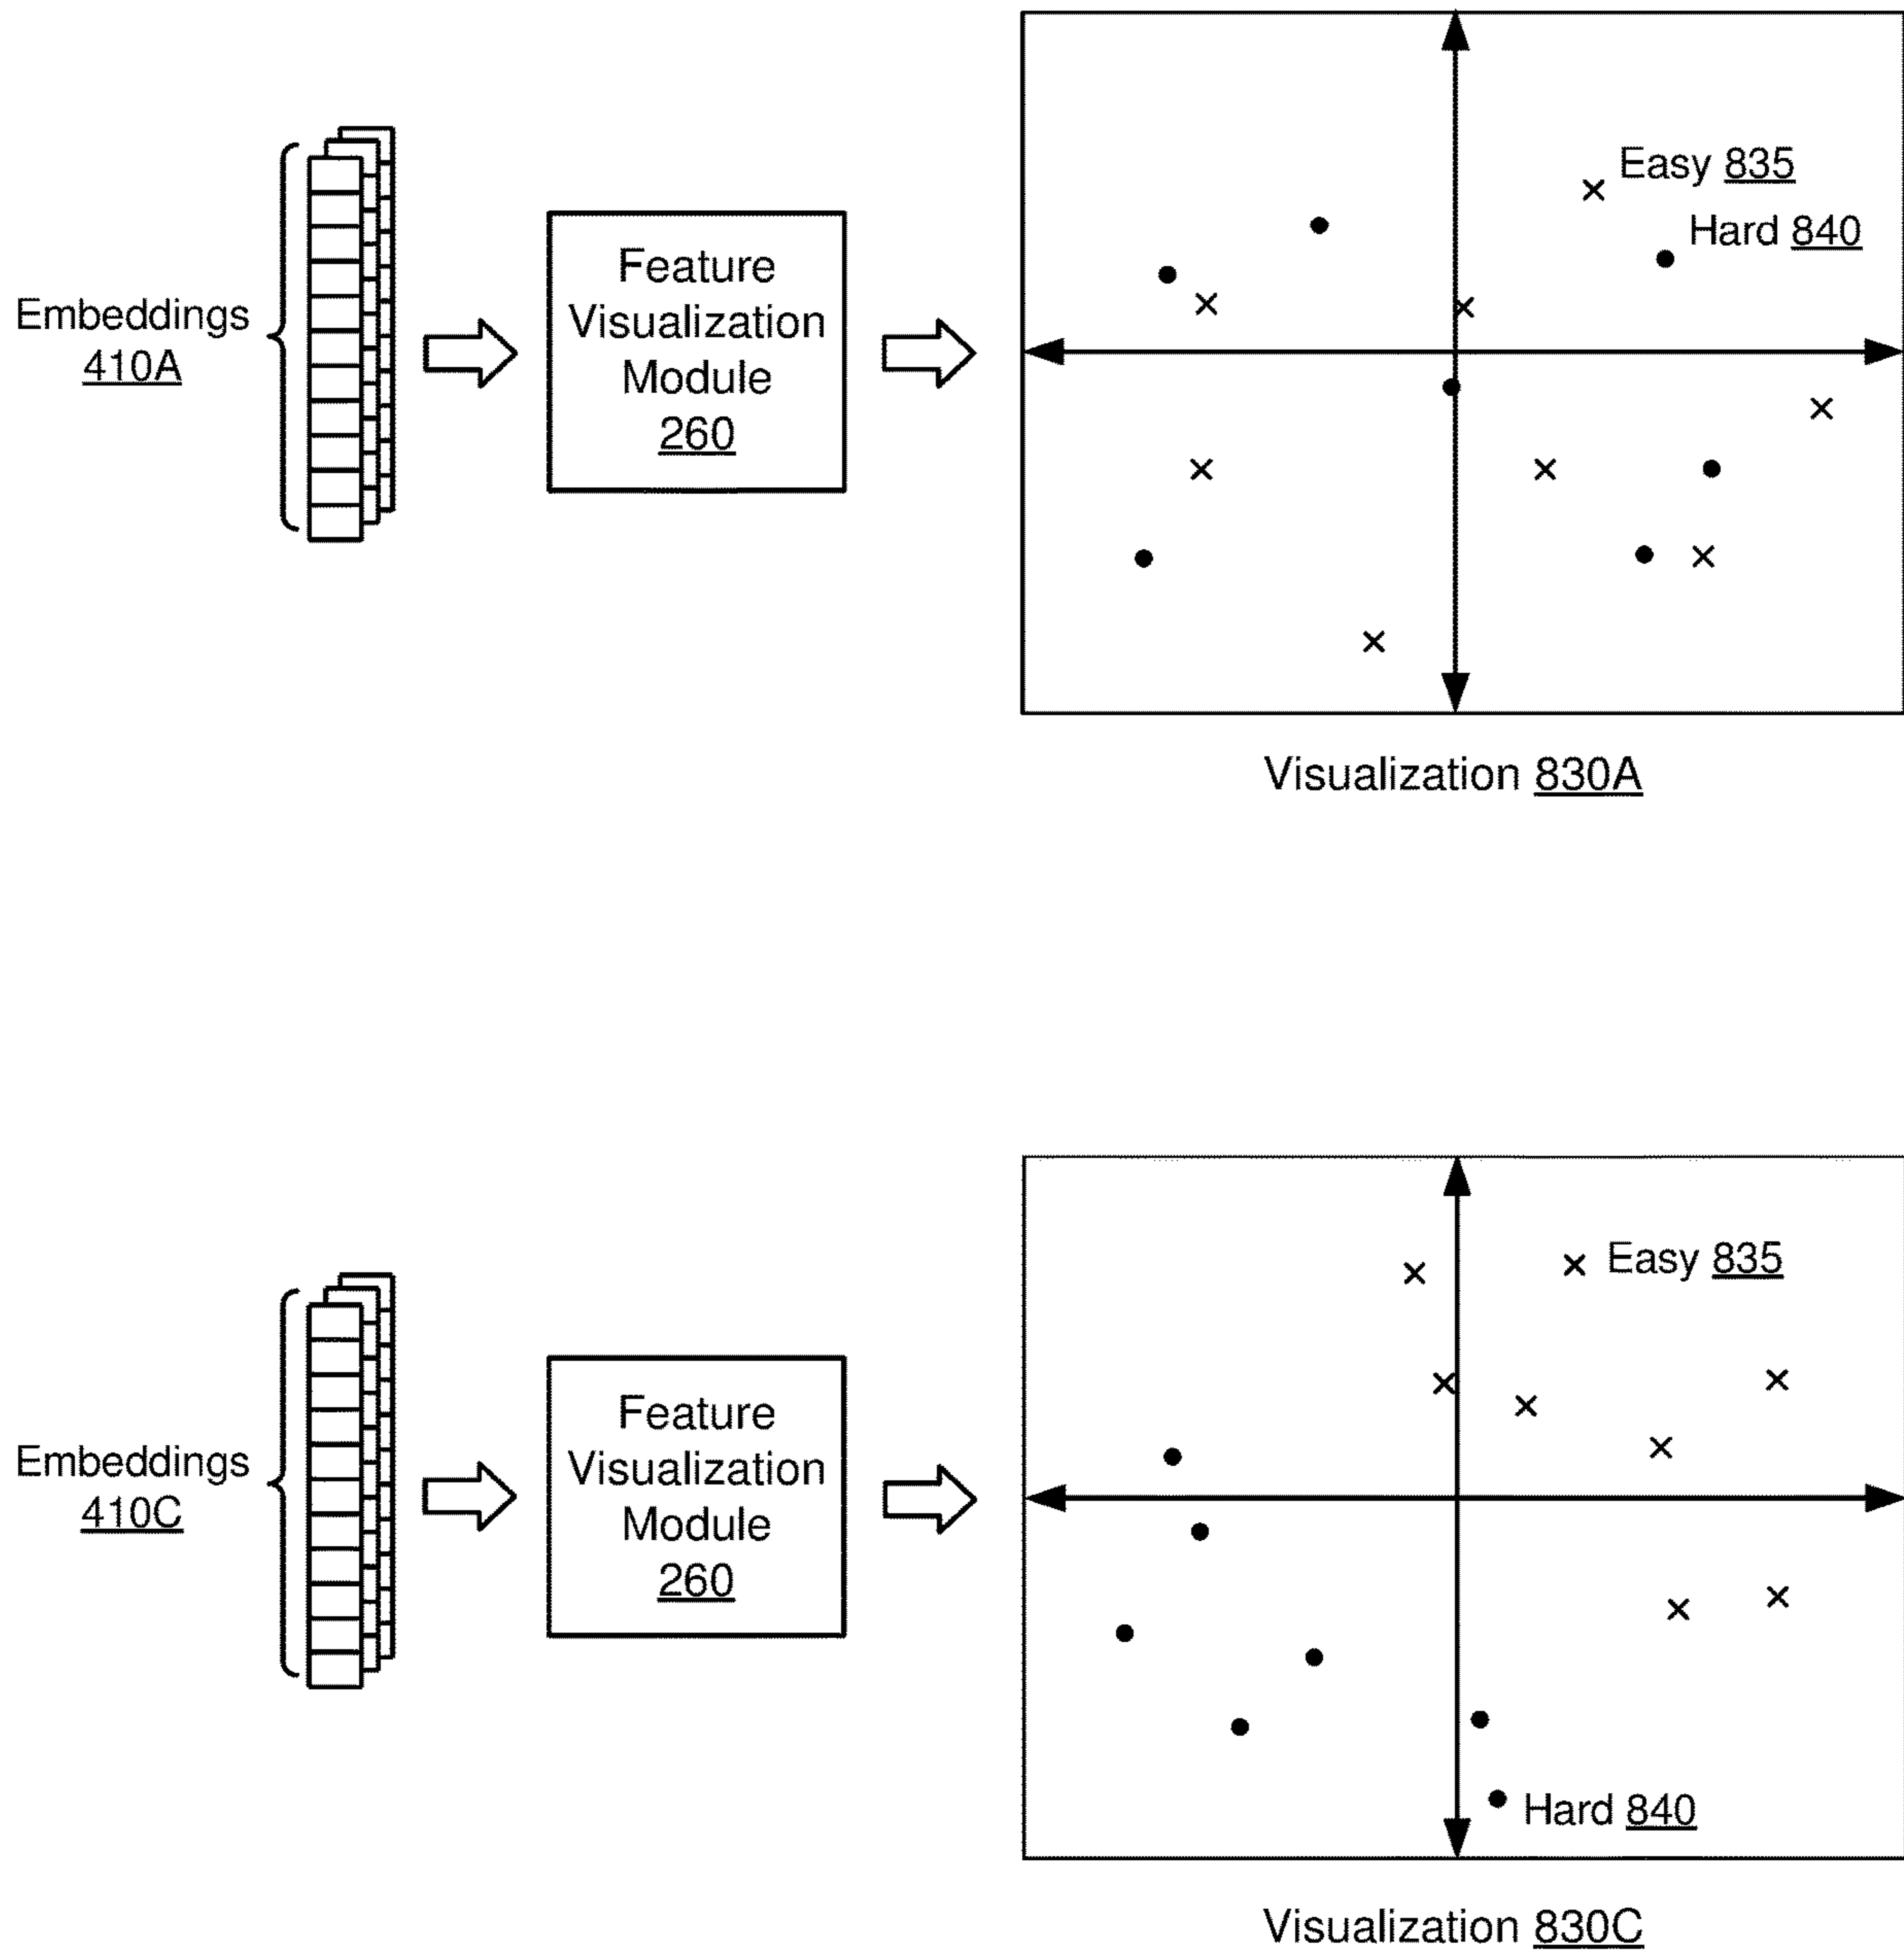 Embeddings
410A
Feature
Visualization
Module
260
Easy 835
Hard 840
Visualization 830A
Embeddings
410C
Feature
Visualization
Module
260
Easy 835
Hard 840
Visualization 830C